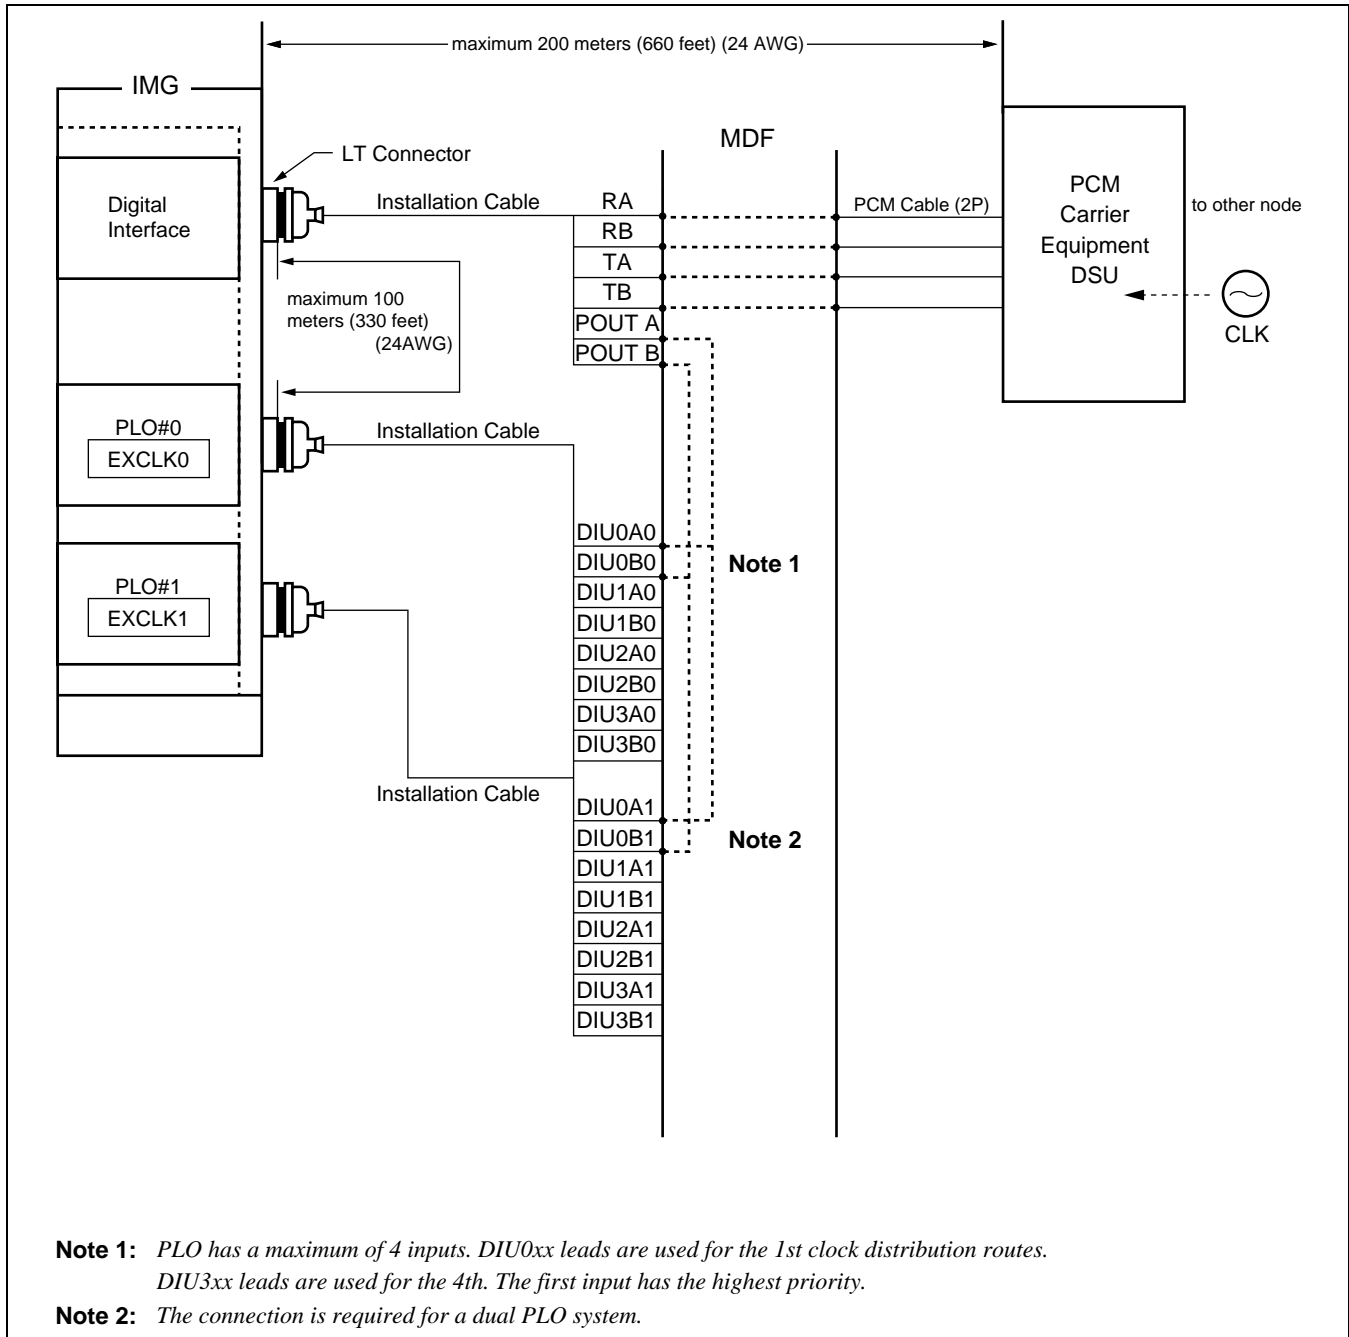 maximum 200 meters (660 feet) (24 AWG)
IMG
MDF
LT Connector
Digital
Interface
Installation Cable
RA
RB
TA
TB
POUT A
POUT B
PCM Cable (2P)
PCM
Carrier
Equipment
DSU
to other node
CLK
maximum 100
meters (330 feet)
(24AWG)
PLO#0
EXCLK0
Installation Cable
DIU0A0
DIU0B0
DIU1A0
DIU1B0
DIU2A0
DIU2B0
DIU3A0
DIU3B0
Note 1
PLO#1
EXCLK1
Installation Cable
DIU0A1
DIU0B1
DIU1A1
DIU1B1
DIU2A1
DIU2B1
DIU3A1
DIU3B1
Note 2
Note 1: PLO has a maximum of 4 inputs. DIU0xx leads are used for the 1st clock distribution routes.
DIU3xx leads are used for the 4th. The first input has the highest priority.
Note 2: The connection is required for a dual PLO system.